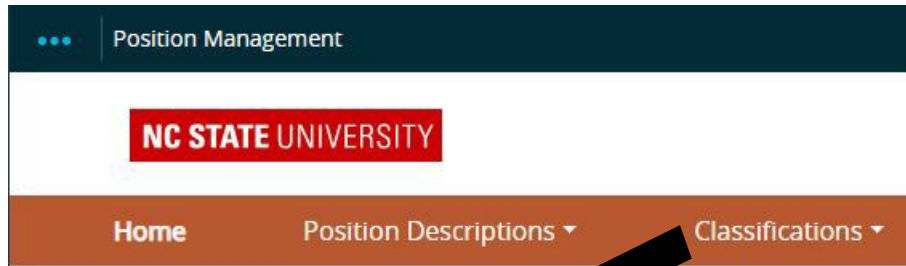 Position Management
NC STATE UNIVERSITY
Home Position Descriptions Classifications